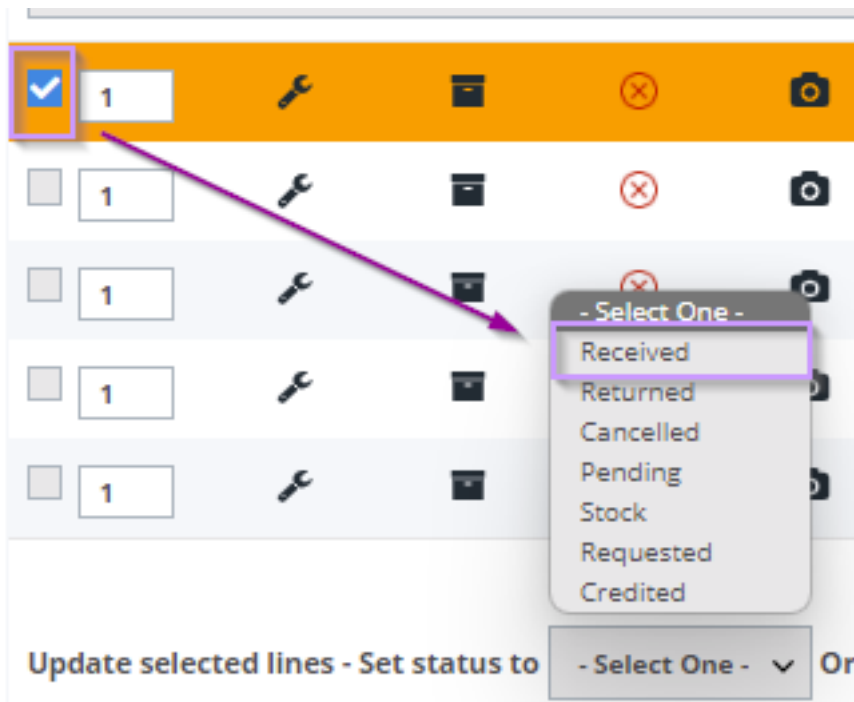 1
1
1
- Select One -
Received
1
Returned
Cancelled
Pending
1
Stock
Requested
Credited
Update selected lines - Set status to - Select One - Or